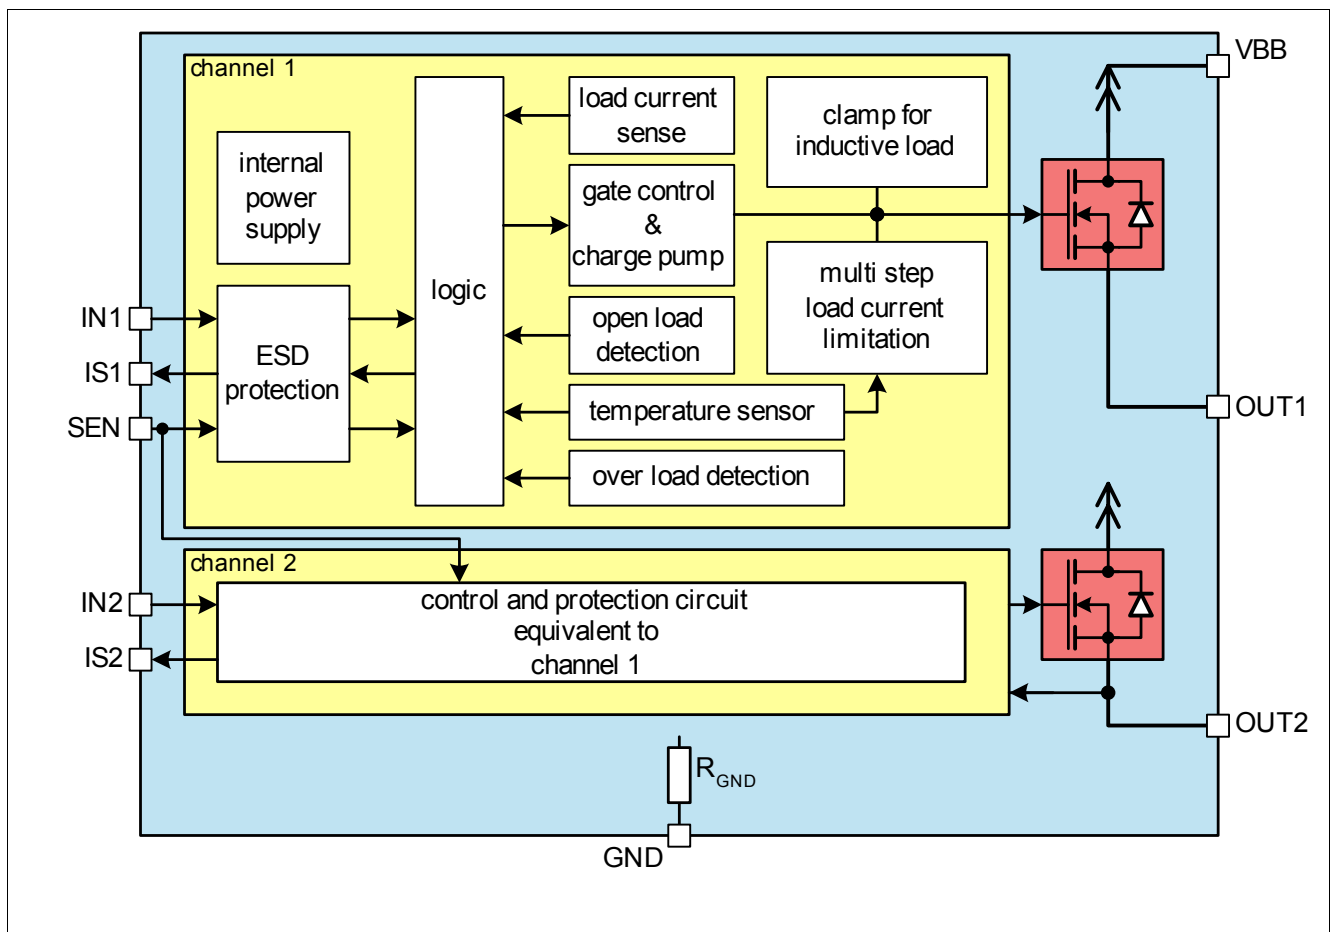 VBB
channel 1
load current
sense
clamp for
inductive load
internal
power
supply
gate control
&
charge pump
logic
multi step
load current
limitation
IN1
open load
detection
ESD
protection
IS1
temperature sensor
OUT1
SEN
over load detection
channel 2
IN2
control and protection circuit
equivalent to
channel 1
IS2
OUT2
RGND
GND